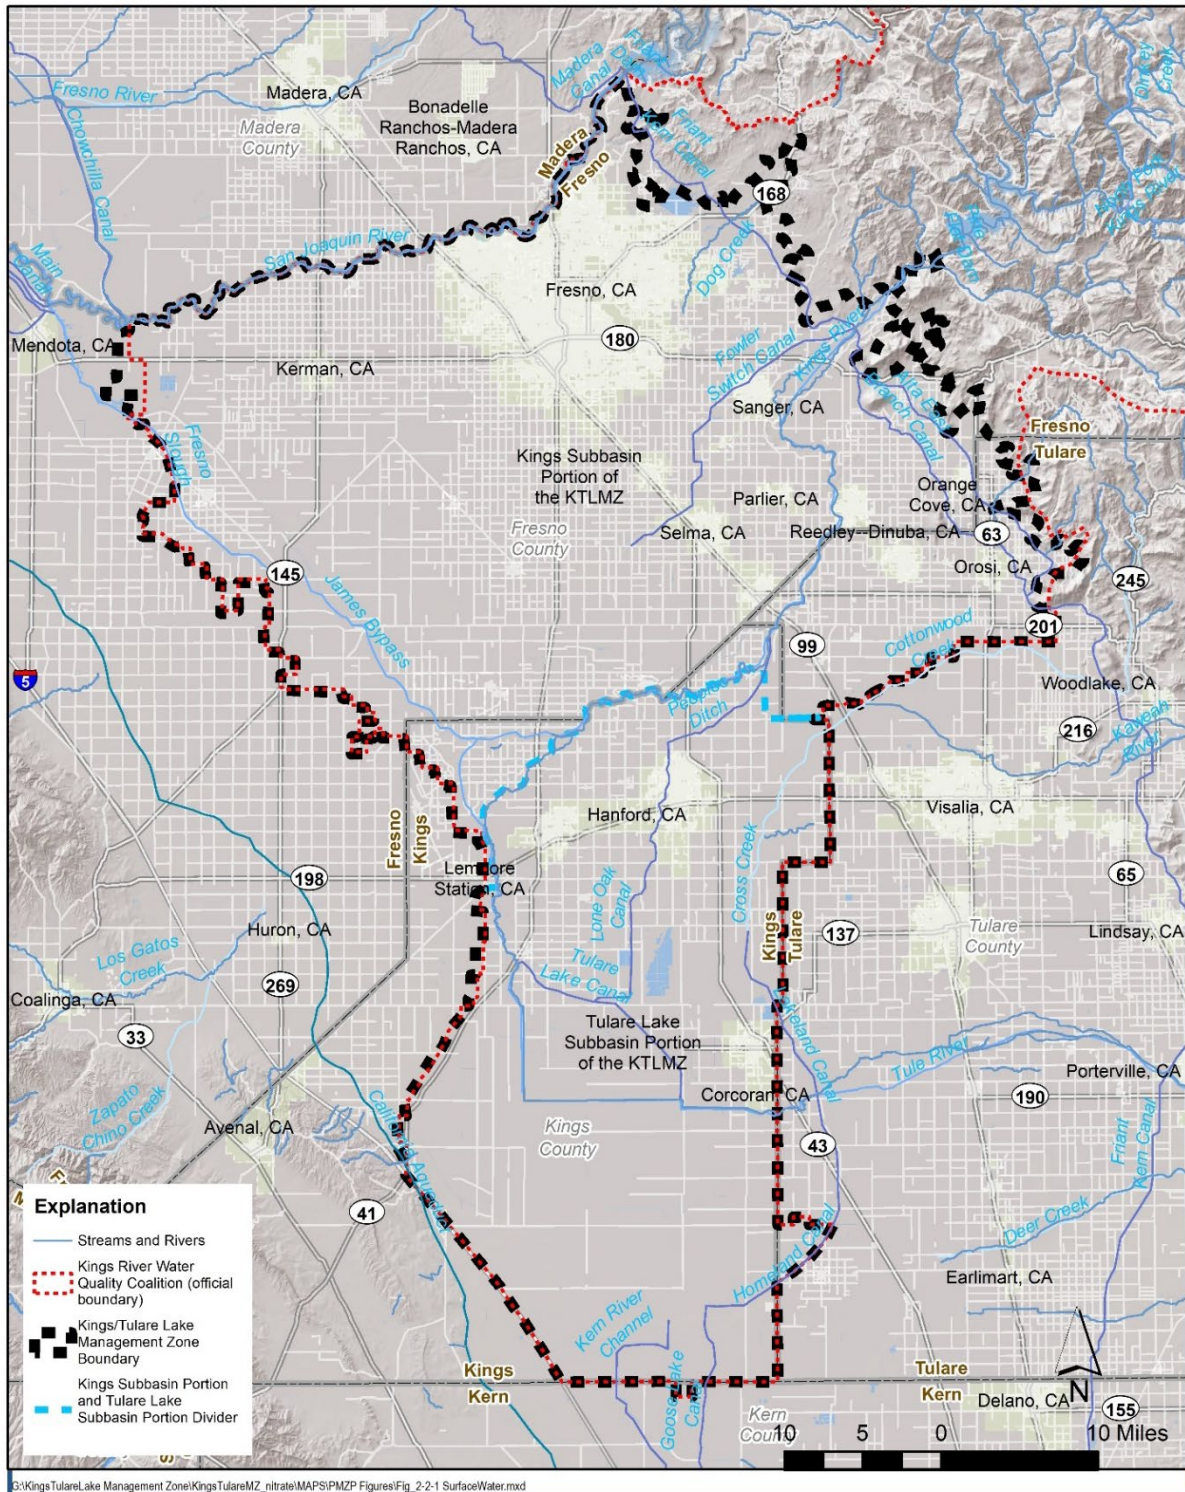 Fresno River
Chowchilla Canal
Madera, CA
Madera
County
Bonadelle
Ranchos-Madera
Ranchos, CA
Madera
Canal
Friant
Kern Canal
Madera
Fresno
168
Dinkey
Creek
Kings River
San Joaquin River
Main
Dog Creek
Fresno, CA
Mendota, CA
Kerman, CA
180
Fowler
Switch Canal
Kings River
Sanger, CA
Alta East
Branch Canal
Fresno
Tulare
Fresno
Slough
Kings Subbasin
Portion of
the KTLMZ
Parlier, CA
Orange
Cove, CA
Fresno
County
Selma, CA
Reedley--Dinuba, CA
63
Orosi, CA
245
145
James Bypass
201
99
Cottonwood
Creek
5
Woodlake, CA
Peoples
Ditch
216
Kaweah
River
Hanford, CA
Visalia, CA
Fresno
Kings
Lemoore
Station, CA
198
Lone Oak
Canal
Cross Creek
65
Huron, CA
Kings
Tulare
137
Tulare
County
Lindsay, CA
Los Gatos
Creek
Tulare
Lake Canal
269
Coalinga, CA
33
Tulare Lake
Subbasin Portion
of the KTLMZ
Lakeland Canal
Tule River
Porterville, CA
Corcoran, CA
190
Zapato
Chino Creek
Avenal, CA
California Aqueduct
Kings
County
43
Friant
Kern Canal
41
Deer Creek
Homeland Canal
Earlimart, CA
Kern River
Channel
Kings
Kern
Tulare
Kern
Goose Lake
Canal
Kern
County
Delano, CA
N
155
10 5 0 10 Miles
Explanation
Streams and Rivers
Kings River Water
Quality Coalition (official
boundary)
Kings/Tulare Lake
Management Zone
Boundary
Kings Subbasin Portion
and Tulare Lake
Subbasin Portion Divider
G:\KingsTulareLake Management Zone\KingsTulareMZ_nitrate\MAPS\PMZP Figures\Fig_2-2-1 SurfaceWater.mxd